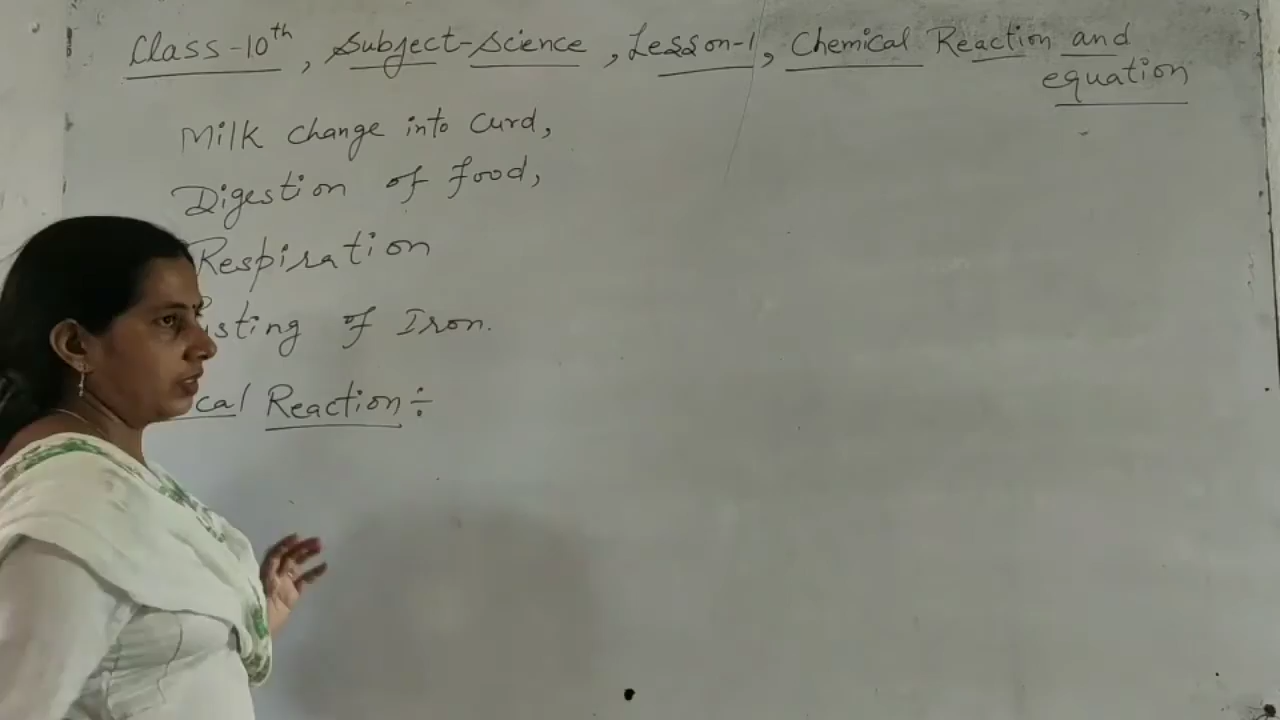 Class-10th, Subject-Science, Lesson-1, Chemical Reaction and
equation
Milk change into Curd,
Digestion of food,
Respiration
sting of Iron.
cal Reaction÷